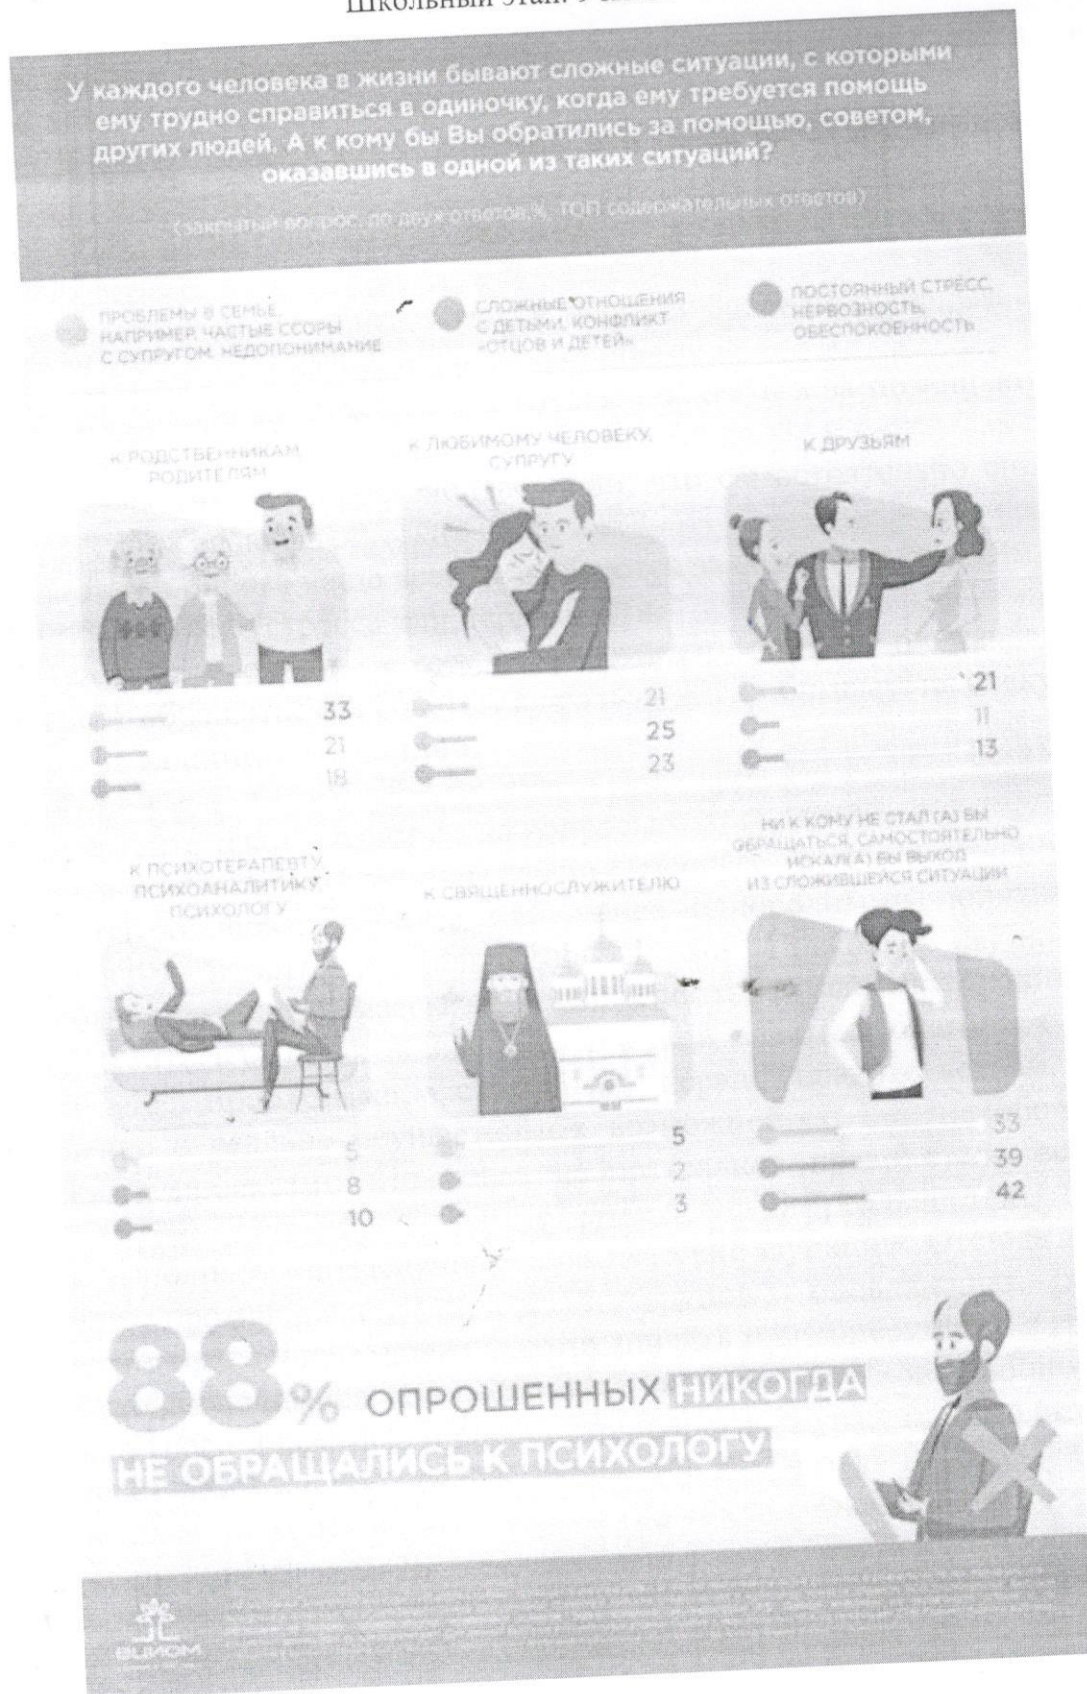 Школьный этап.
У каждого человека в жизни бывают сложные ситуации, с которыми
ему трудно справиться в одиночку, когда ему требуется помощь
других людей. А к кому бы Вы обратились за помощью, советом,
оказавшись в одной из таких ситуаций?
(закрытый вопрос, до двух ответов, %, ТОП содержательных ответов)
ПРОБЛЕМЫ В СЕМЬЕ,
НАПРИМЕР, ЧАСТЫЕ ССОРЫ
С СУПРУГОМ, НЕДОПОНИМАНИЕ
СЛОЖНЫЕ ОТНОШЕНИЯ
С ДЕТЬМИ, КОНФЛИКТ
«ОТЦОВ И ДЕТЕЙ»
ПОСТОЯННЫЙ СТРЕСС,
НЕРВОЗНОСТЬ,
ОБЕСПОКОЕННОСТЬ
К РОДСТВЕННИКАМ,
РОДИТЕЛЯМ
33
21
18
К ЛЮБИМОМУ ЧЕЛОВЕКУ,
СУПРУГУ
21
25
23
К ДРУЗЬЯМ
21
11
13
К ПСИХОТЕРАПЕВТУ,
ПСИХОАНАЛИТИКУ,
ПСИХОЛОГУ
5
8
10
К СВЯЩЕННОСЛУЖИТЕЛЮ
5
2
3
НИ К КОМУ НЕ СТАЛ(А) БЫ
ОБРАЩАТЬСЯ, САМОСТОЯТЕЛЬНО
ИСКАЛ(А) БЫ ВЫХОД
ИЗ СЛОЖИВШЕЙСЯ СИТУАЦИИ
33
39
42
88% ОПРОШЕННЫХ НИКОГДА
НЕ ОБРАЩАЛИСЬ К ПСИХОЛОГУ
ВЦИОМ